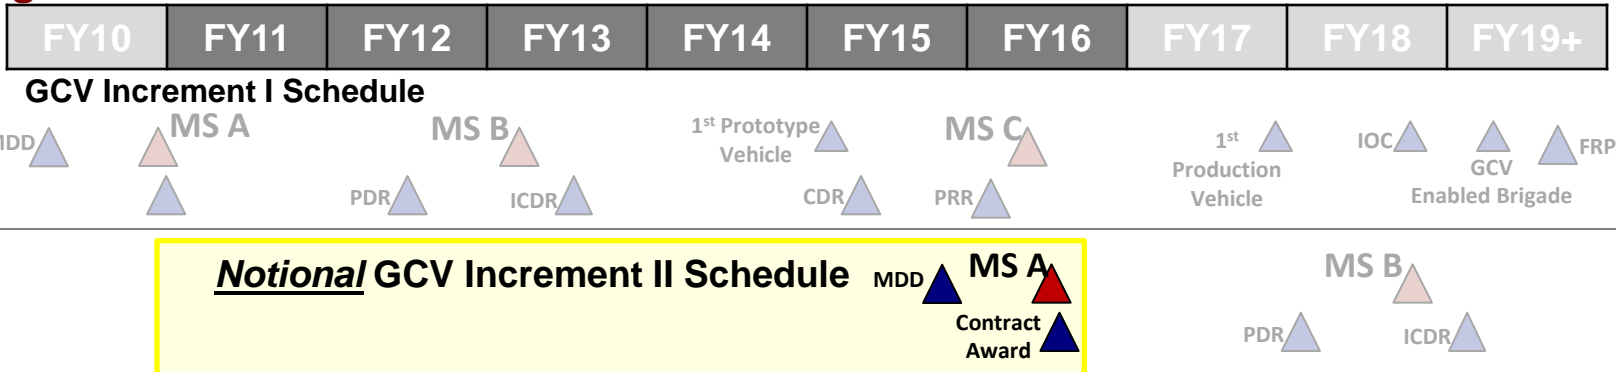 FY10 FY11 FY12 FY13 FY14 FY15 FY16 FY17 FY18 FY19+
GCV Increment I Schedule
MDD MS A MS B 1st Prototype Vehicle MS C 1st Production Vehicle IOC GCV Enabled Brigade FRP
PDR ICDR CDR PRR
Notional GCV Increment II Schedule MDD MS A MS B
Contract Award PDR ICDR